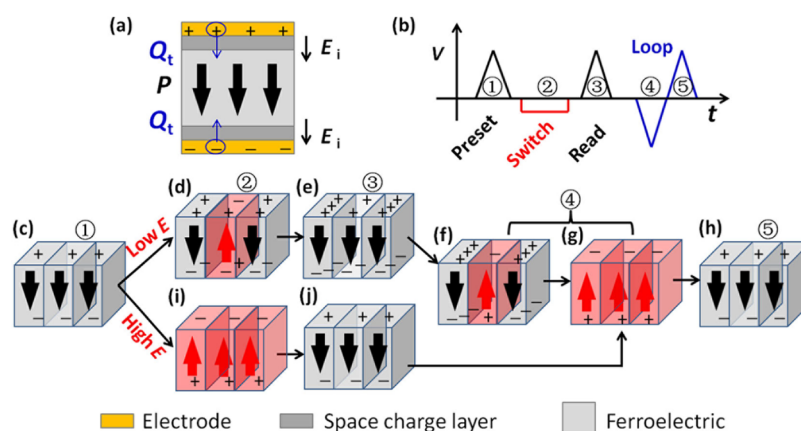 (a)
+ + + +
Qt
Ei
P
Qt
Ei
− − − −
(b)
V
Loop
① ② ③ ④ ⑤
t
Preset
Switch
Read
(c) ①
(d) ②
(e) ③
④
(f)
(g)
(h) ⑤
Low E
High E
(i)
(j)
Electrode
Space charge layer
Ferroelectric